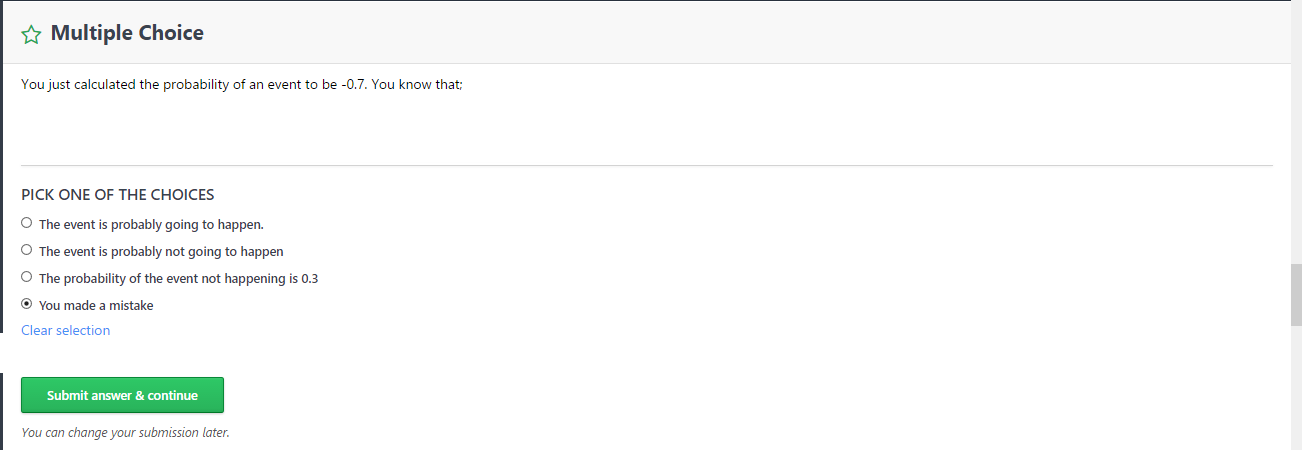 Multiple Choice
You just calculated the probability of an event to be -0.7. You know that;
PICK ONE OF THE CHOICES
The event is probably going to happen.
The event is probably not going to happen
The probability of the event not happening is 0.3
You made a mistake
Clear selection
Submit answer & continue
You can change your submission later.